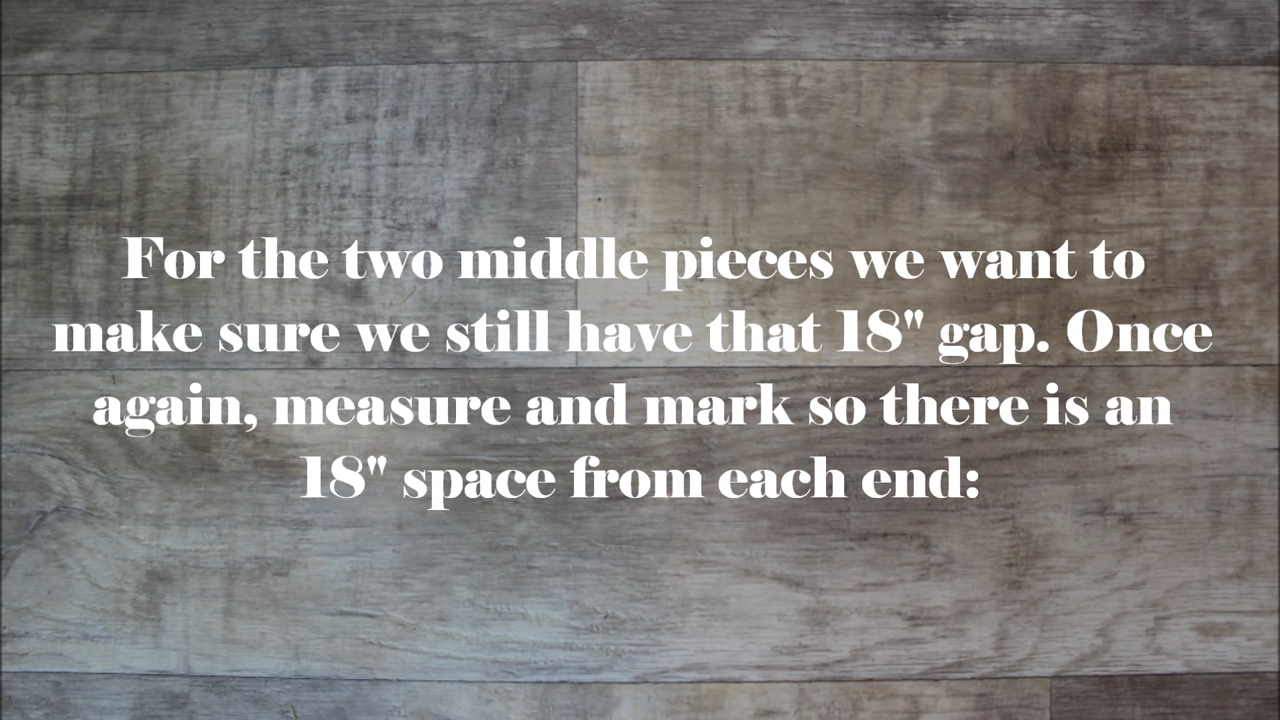 For the two middle pieces we want to
make sure we still have that 18" gap. Once
again, measure and mark so there is an
18" space from each end: